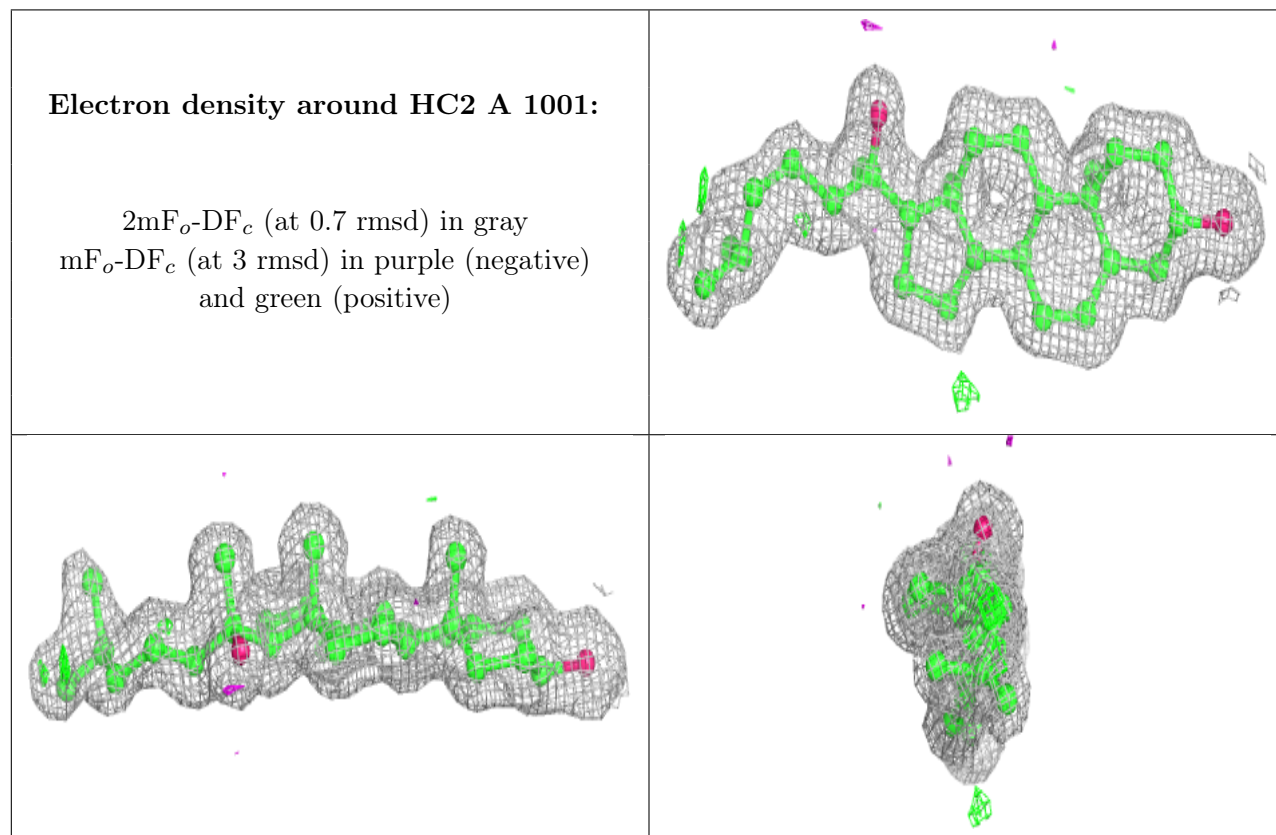 Electron density around HC2 A 1001:
2mFo-DFc (at 0.7 rmsd) in gray
mFo-DFc (at 3 rmsd) in purple (negative)
and green (positive)